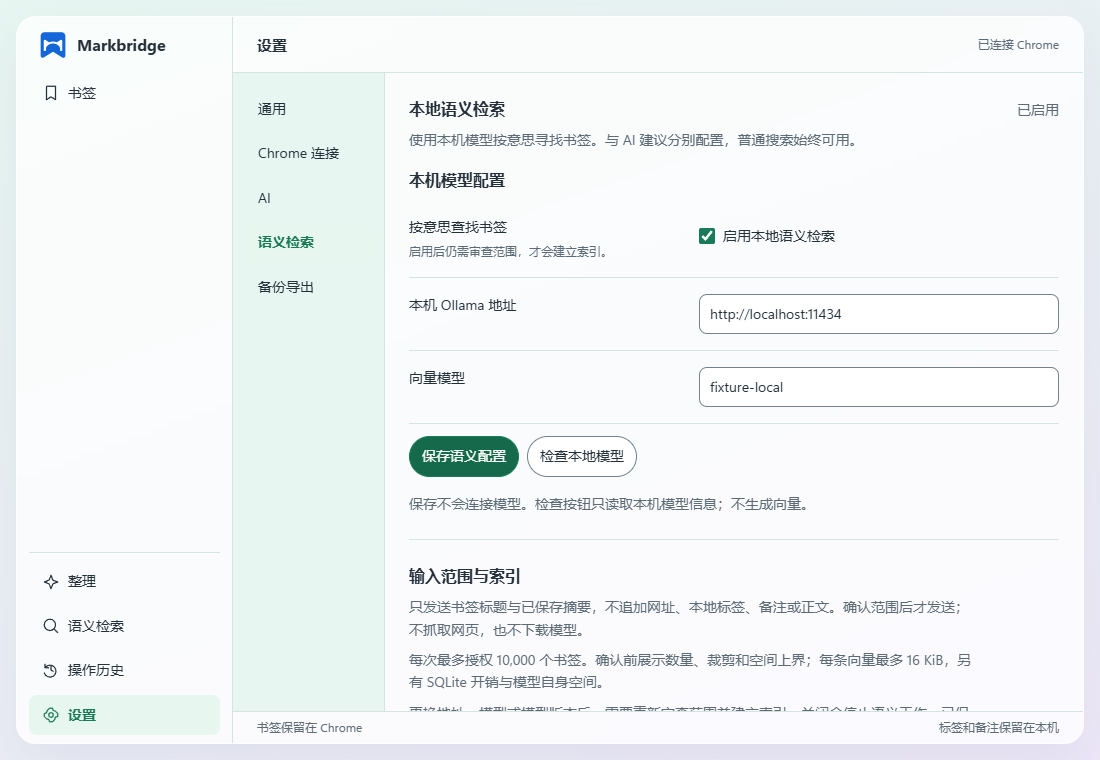 Markbridge
书签
整理
语义检索
操作历史
设置
设置
已连接 Chrome
通用
Chrome 连接
AI
语义检索
备份导出
本地语义检索
已启用
使用本机模型按意思寻找书签。与 AI 建议分别配置，普通搜索始终可用。
本机模型配置
按意思查找书签
启用后仍需审查范围，才会建立索引。
启用本地语义检索
本机 Ollama 地址
http://localhost:11434
向量模型
fixture-local
保存语义配置
检查本地模型
保存不会连接模型。检查按钮只读取本机模型信息；不生成向量。
输入范围与索引
只发送书签标题与已保存摘要，不追加网址、本地标签、备注或正文。确认范围后才发送；
不抓取网页，也不下载模型。
每次最多授权 10,000 个书签。确认前展示数量、裁剪和空间上界；每条向量最多 16 KiB，另
有 SQLite 开销与模型自身空间。
书签保留在 Chrome
标签和备注保留在本机